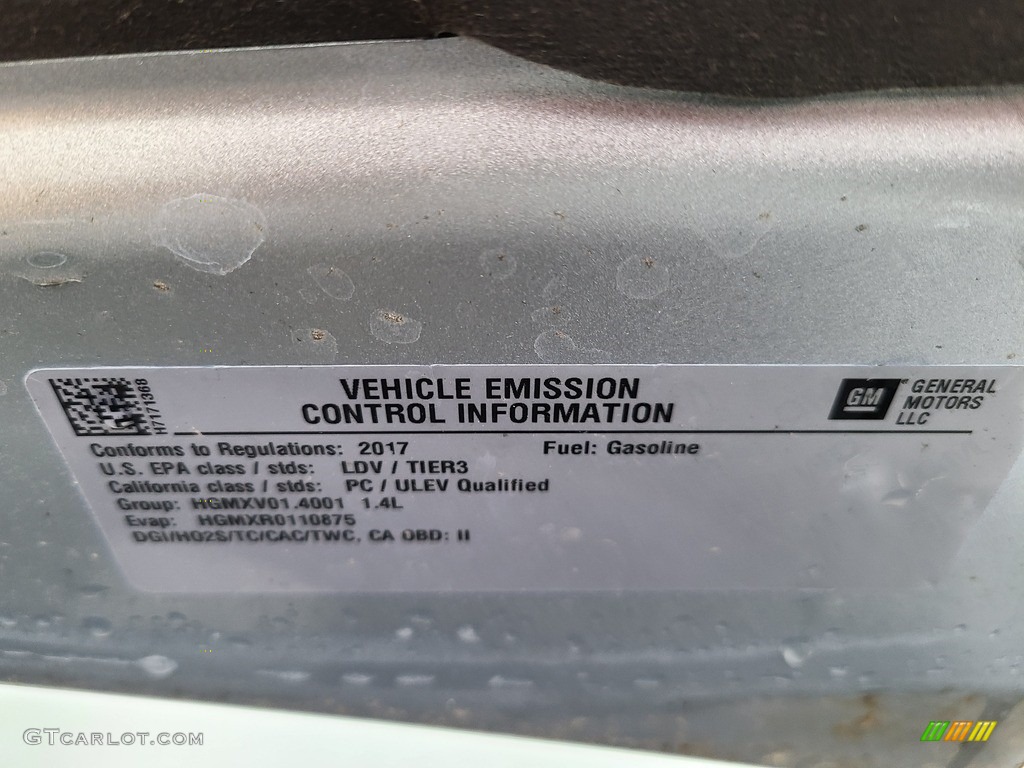 H7171368
VEHICLE EMISSION
CONTROL INFORMATION
GM
GENERAL
MOTORS
LLC
Conforms to Regulations: 2017 Fuel: Gasoline
U.S. EPA class / stds: LDV / TIER3
California class / stds: PC / ULEV Qualified
Group: HGMXV01.4001 1.4L
Evap: HGMXR0110875
DGI/HO2S/TC/CAC/TWC, CA OBD: II
GTCARLOT.COM